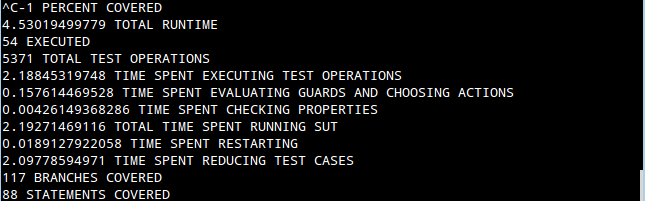 ^C-1 PERCENT COVERED
4.53019499779 TOTAL RUNTIME
54 EXECUTED
5371 TOTAL TEST OPERATIONS
2.18845319748 TIME SPENT EXECUTING TEST OPERATIONS
0.157614469528 TIME SPENT EVALUATING GUARDS AND CHOOSING ACTIONS
0.00426149368286 TIME SPENT CHECKING PROPERTIES
2.19271469116 TOTAL TIME SPENT RUNNING SUT
0.0189127922058 TIME SPENT RESTARTING
2.09778594971 TIME SPENT REDUCING TEST CASES
117 BRANCHES COVERED
88 STATEMENTS COVERED